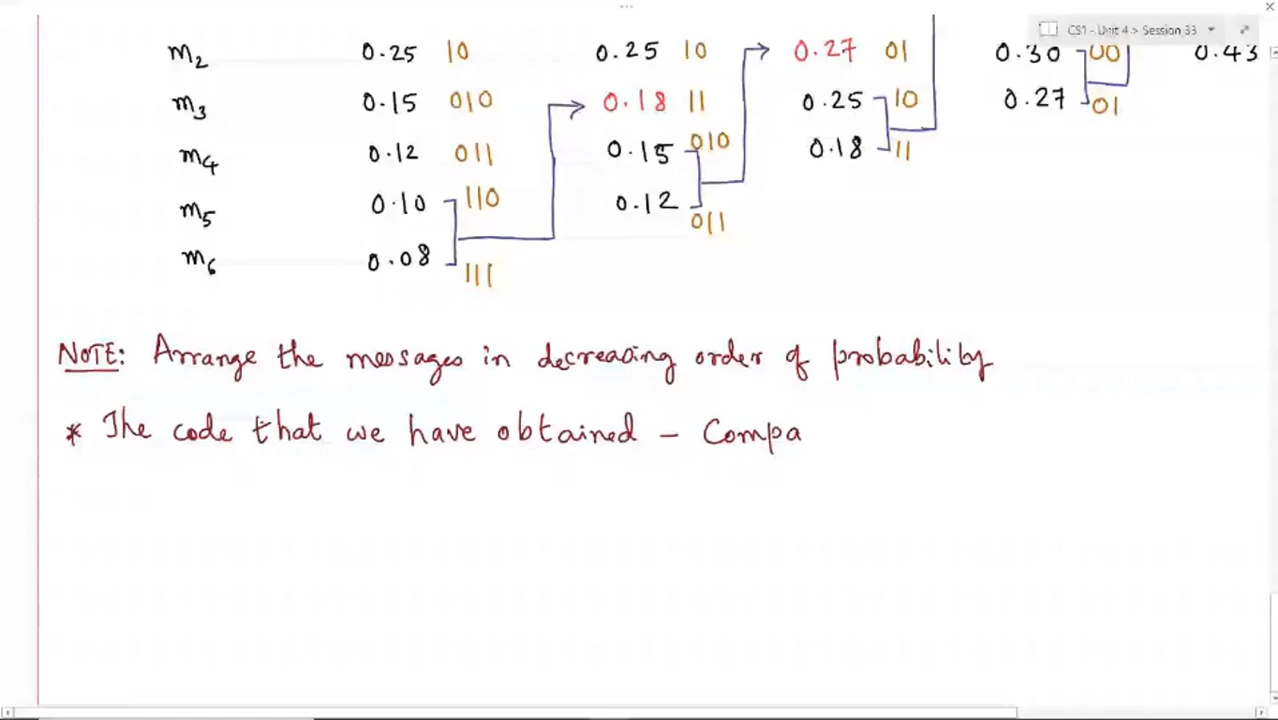 CS1 - Unit 4 > Session 33
m2 0.25 10 0.25 10 0.27 01 0.30 00 0.43
m3 0.15 010 0.18 11 0.25 10 0.27 01
m4 0.12 011 0.15 010 0.18 11
m5 0.10 110 0.12 011
m6 0.08 111
NOTE: Arrange the messages in decreasing order of probability
* The code that we have obtained - Compa